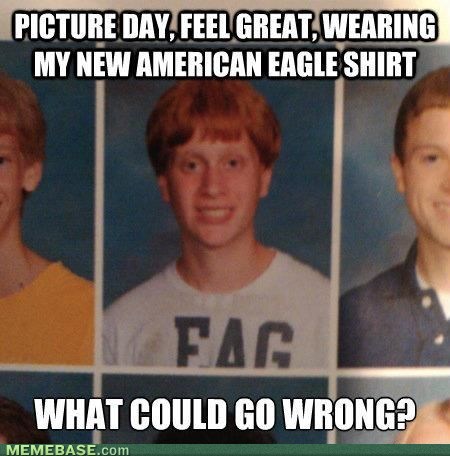 PICTURE DAY, FEEL GREAT, WEARING
MY NEW AMERICAN EAGLE SHIRT
FAG
WHAT COULD GO WRONG?
MEMEBASE.com